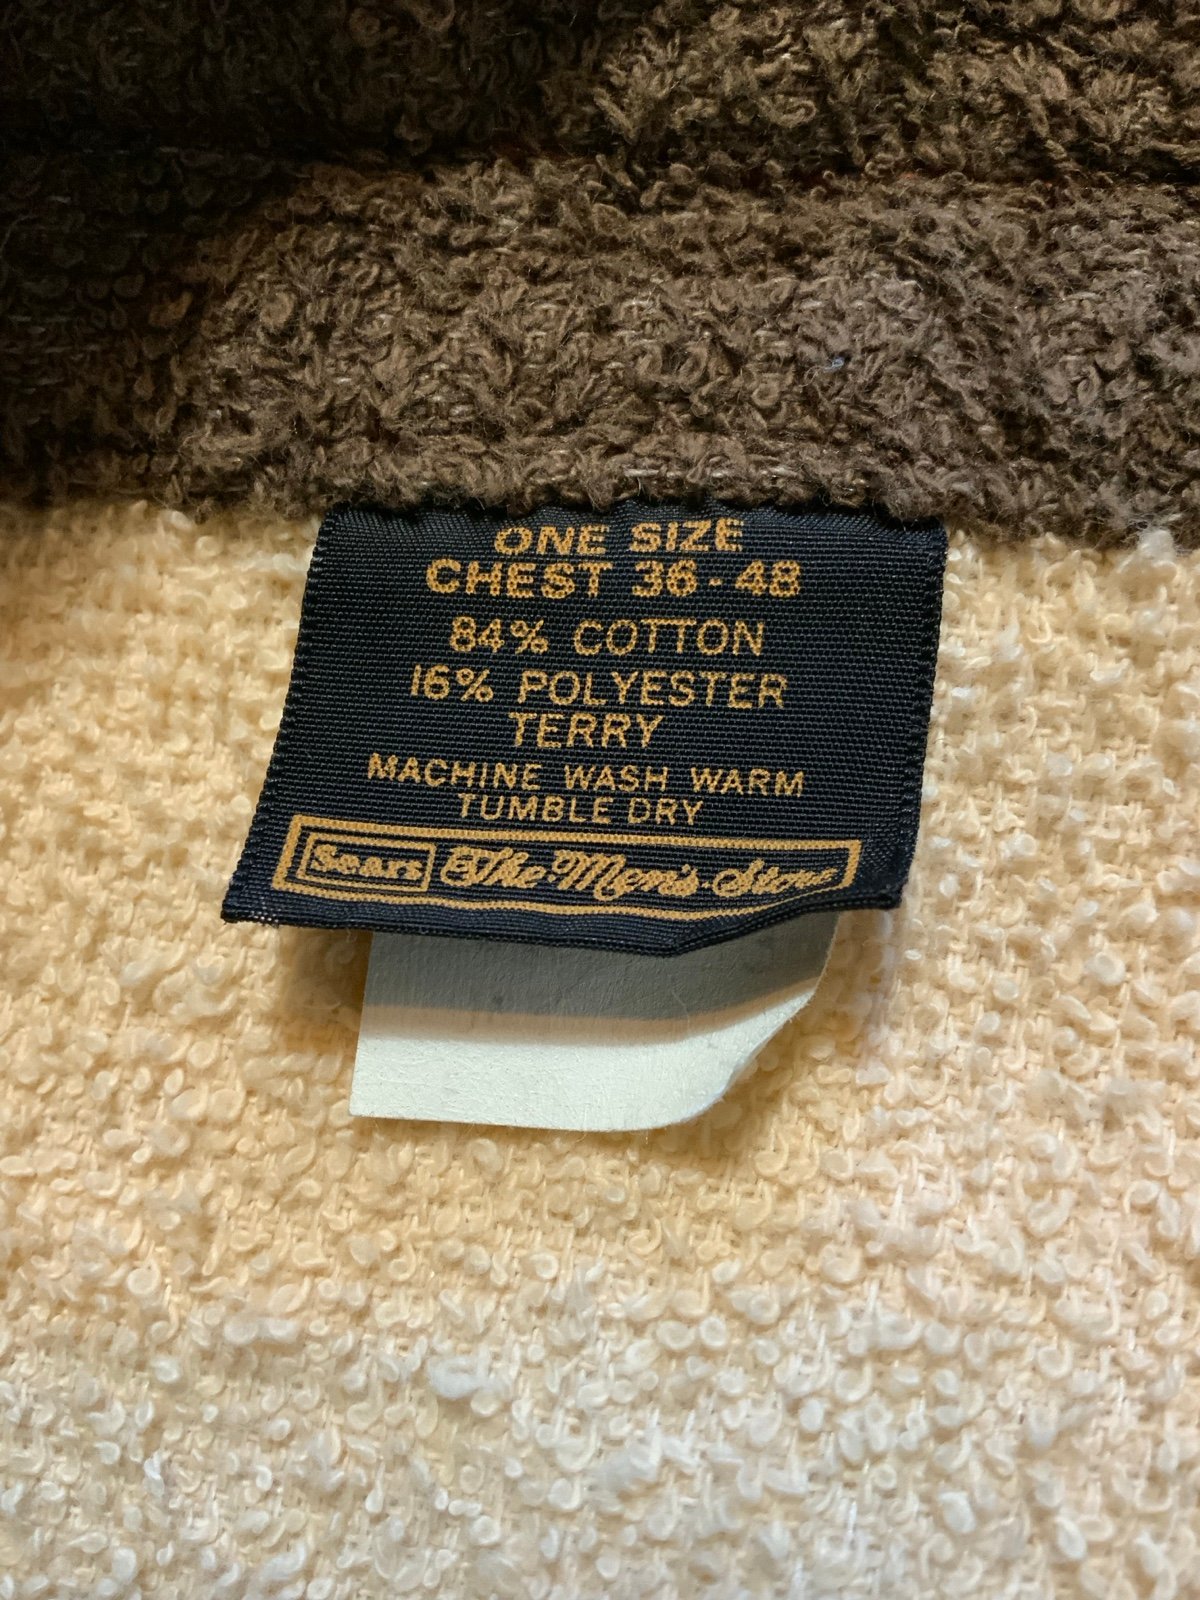 ONE SIZE
CHEST 36-48
84% COTTON
16% POLYESTER
TERRY
MACHINE WASH WARM
TUMBLE DRY
Sears The Men's Store